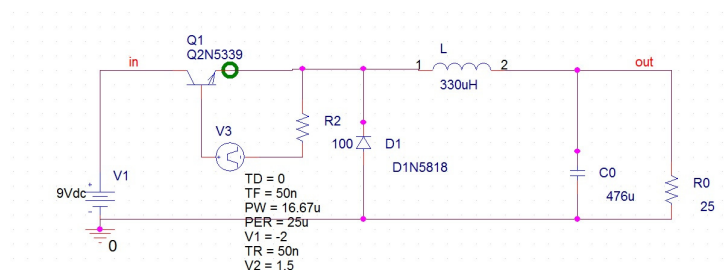 Q1
Q2N5339
in
L
1
2
out
330uH
V3
R2
100
D1
D1N5818
V1
9Vdc
TD = 0
TF = 50n
PW = 16.67u
PER = 25u
V1 = -2
TR = 50n
V2 = 1.5
C0
476u
R0
25
0